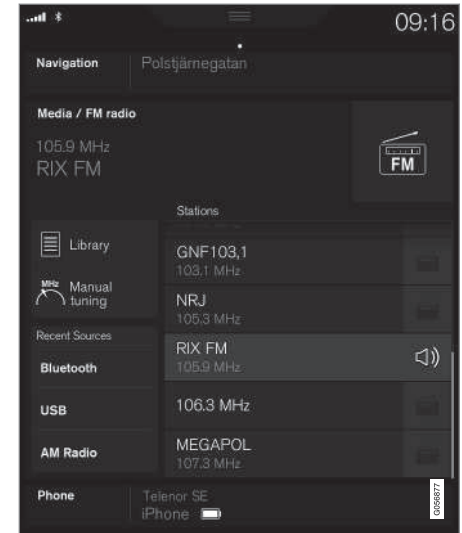 09:16
Navigation
Polstjärnegatan
Media / FM radio
105.9 MHz
RIX FM
FM
Stations
Library
MHz
Manual
tuning
Recent Sources
Bluetooth
USB
AM Radio
GNF103,1
103.1 MHz
NRJ
105,3 MHz
RIX FM
105.9 MHz
106.3 MHz
MEGAPOL
107.3 MHz
Phone
Telenor SE
iPhone
G056877